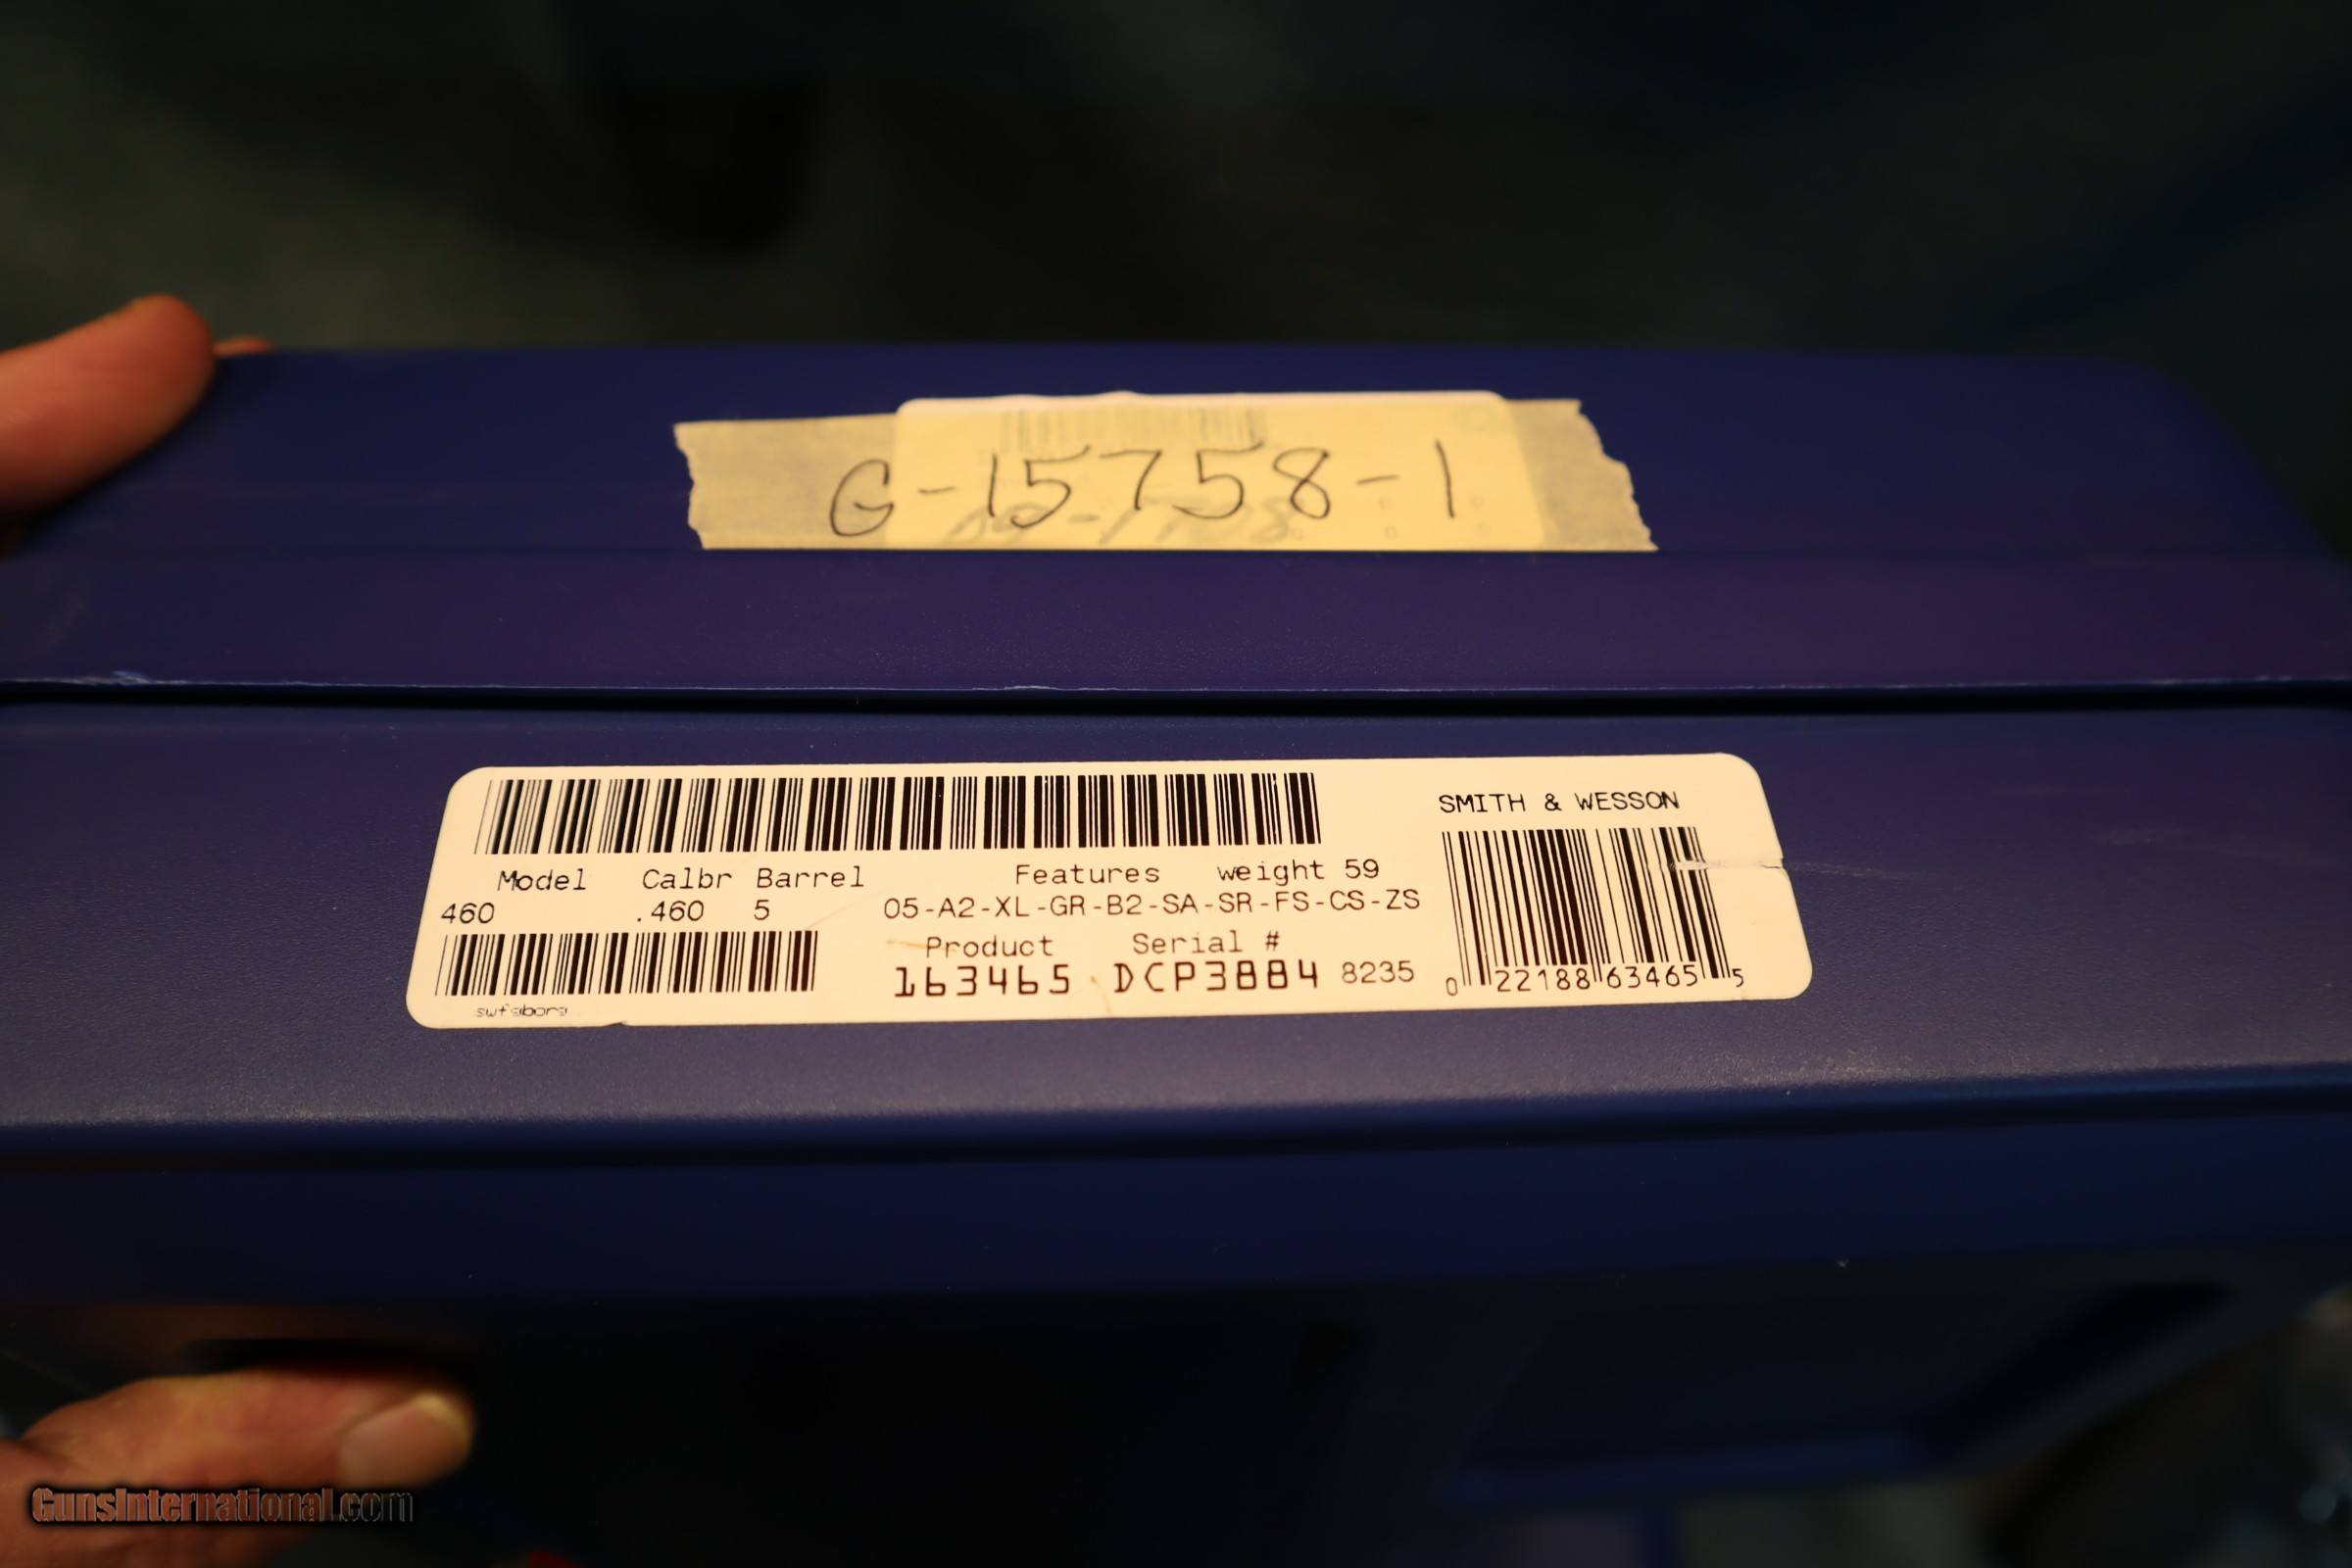 G-15758-1
SMITH & WESSON
Model Calbr Barrel Features weight 59
460 .460 5 05-A2-XL-GR-B2-SA-SR-FS-CS-ZS
Product Serial #
163465 DCP3884 8235
0 22188 63465 5
GunsInternational.com